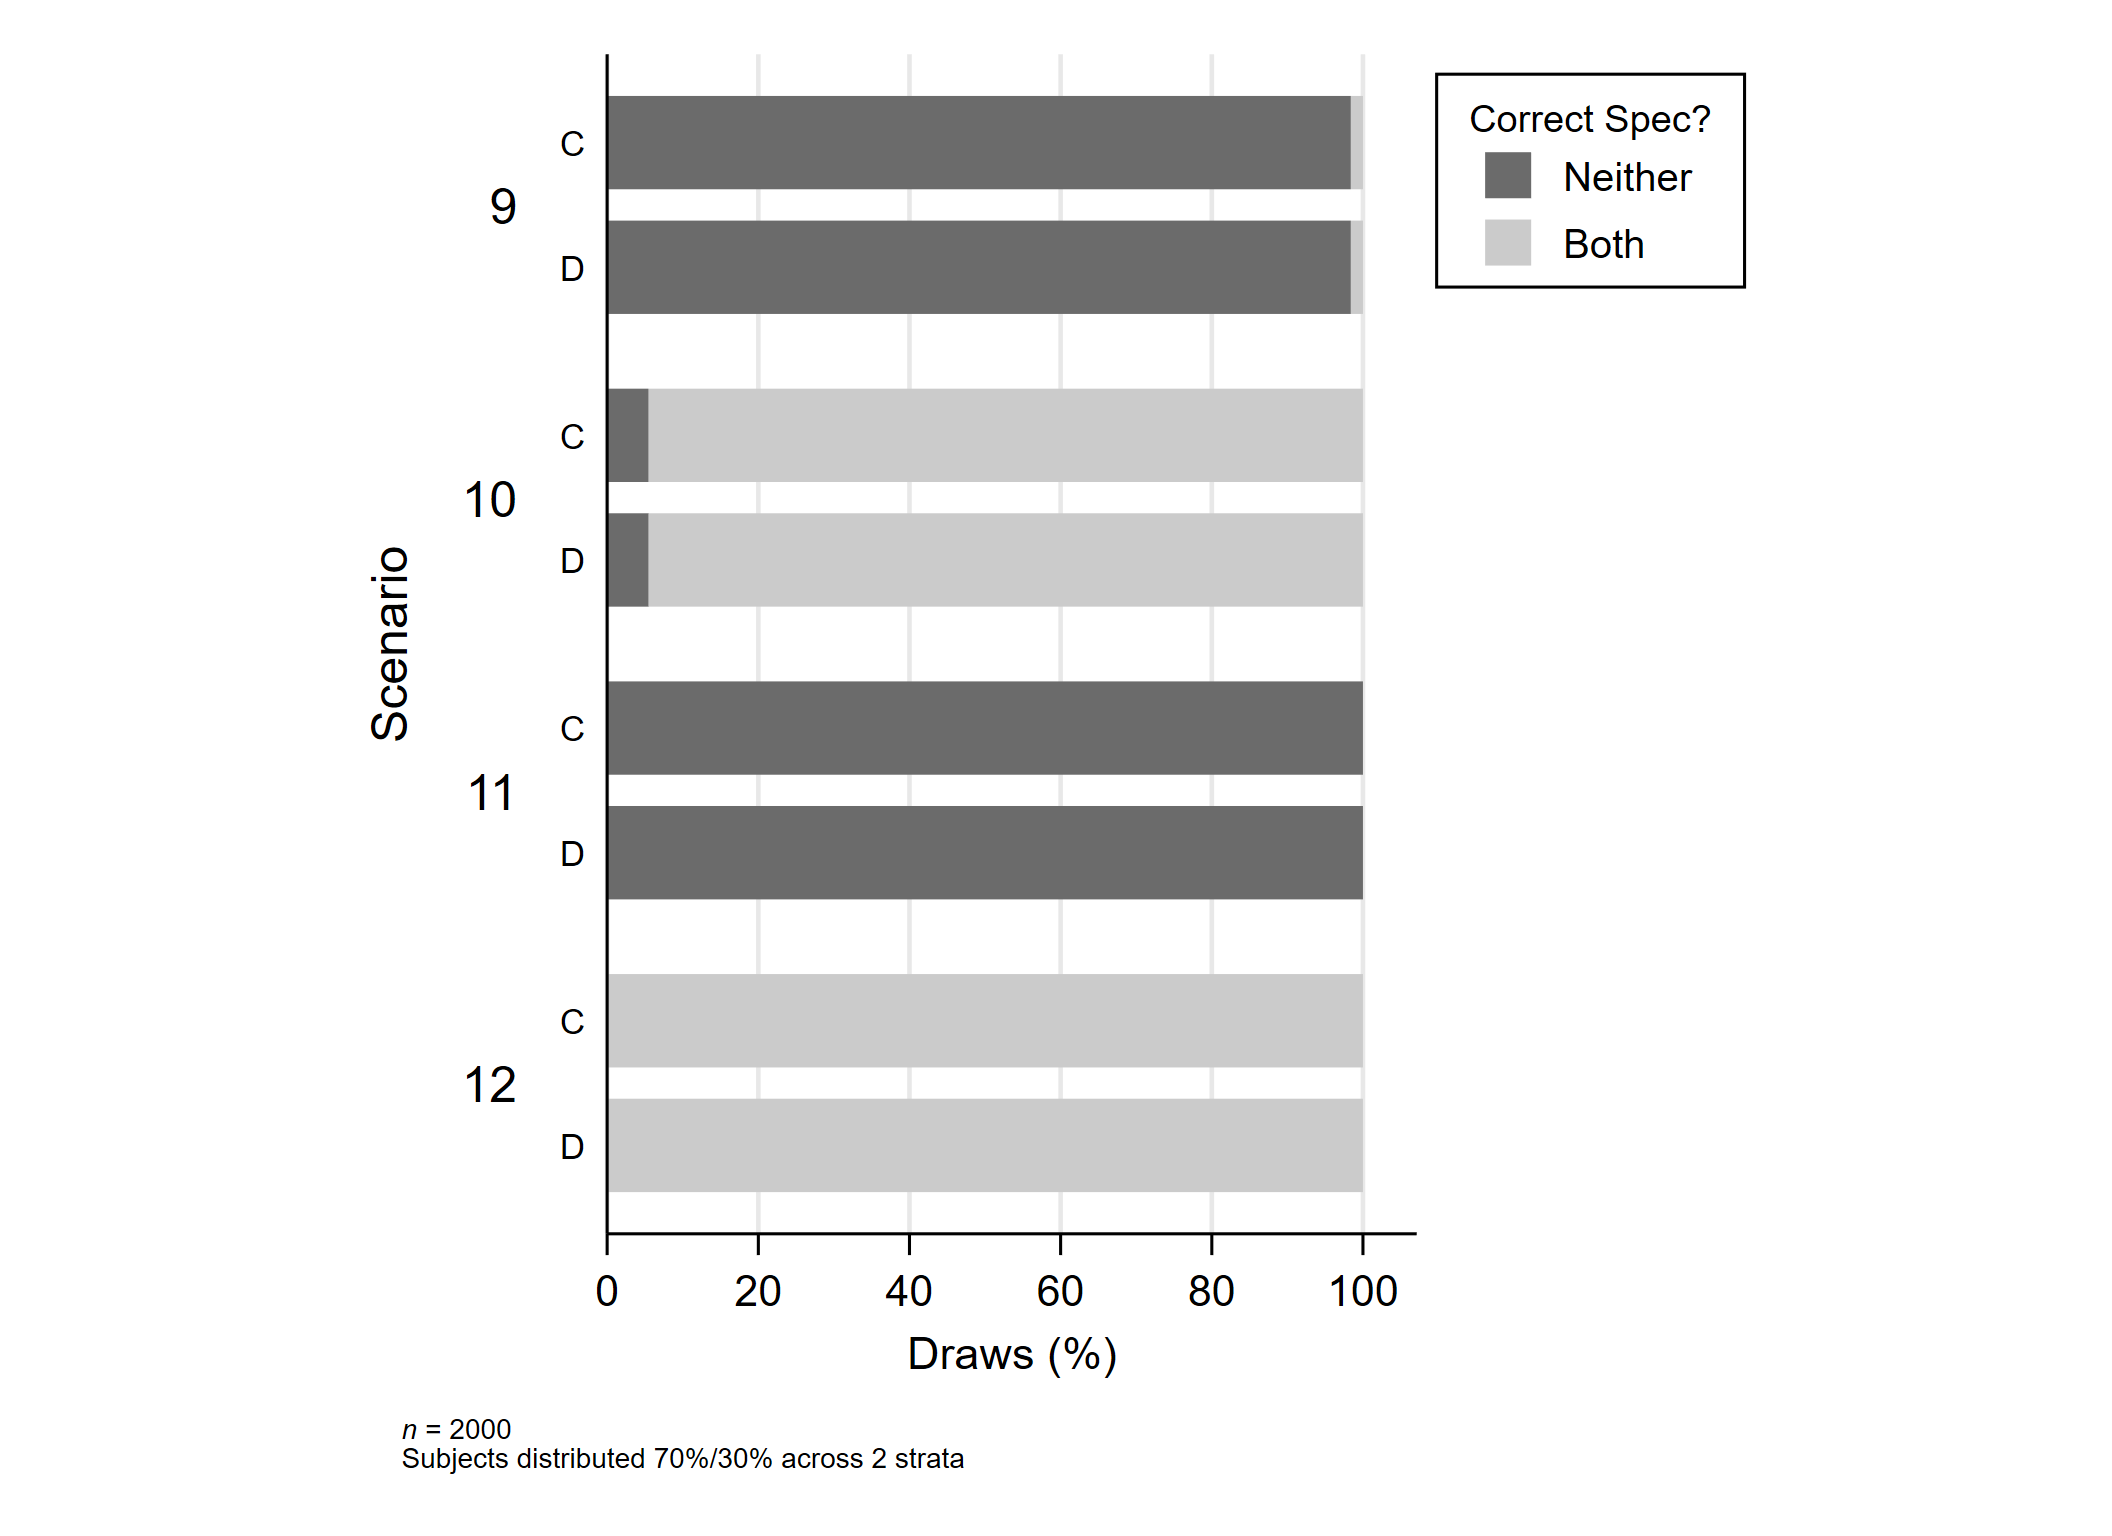 Correct Spec?
Neither
Both
Scenario
9
C
D
10
C
D
11
C
D
12
C
D
0 20 40 60 80 100
Draws (%)
n = 2000
Subjects distributed 70%/30% across 2 strata